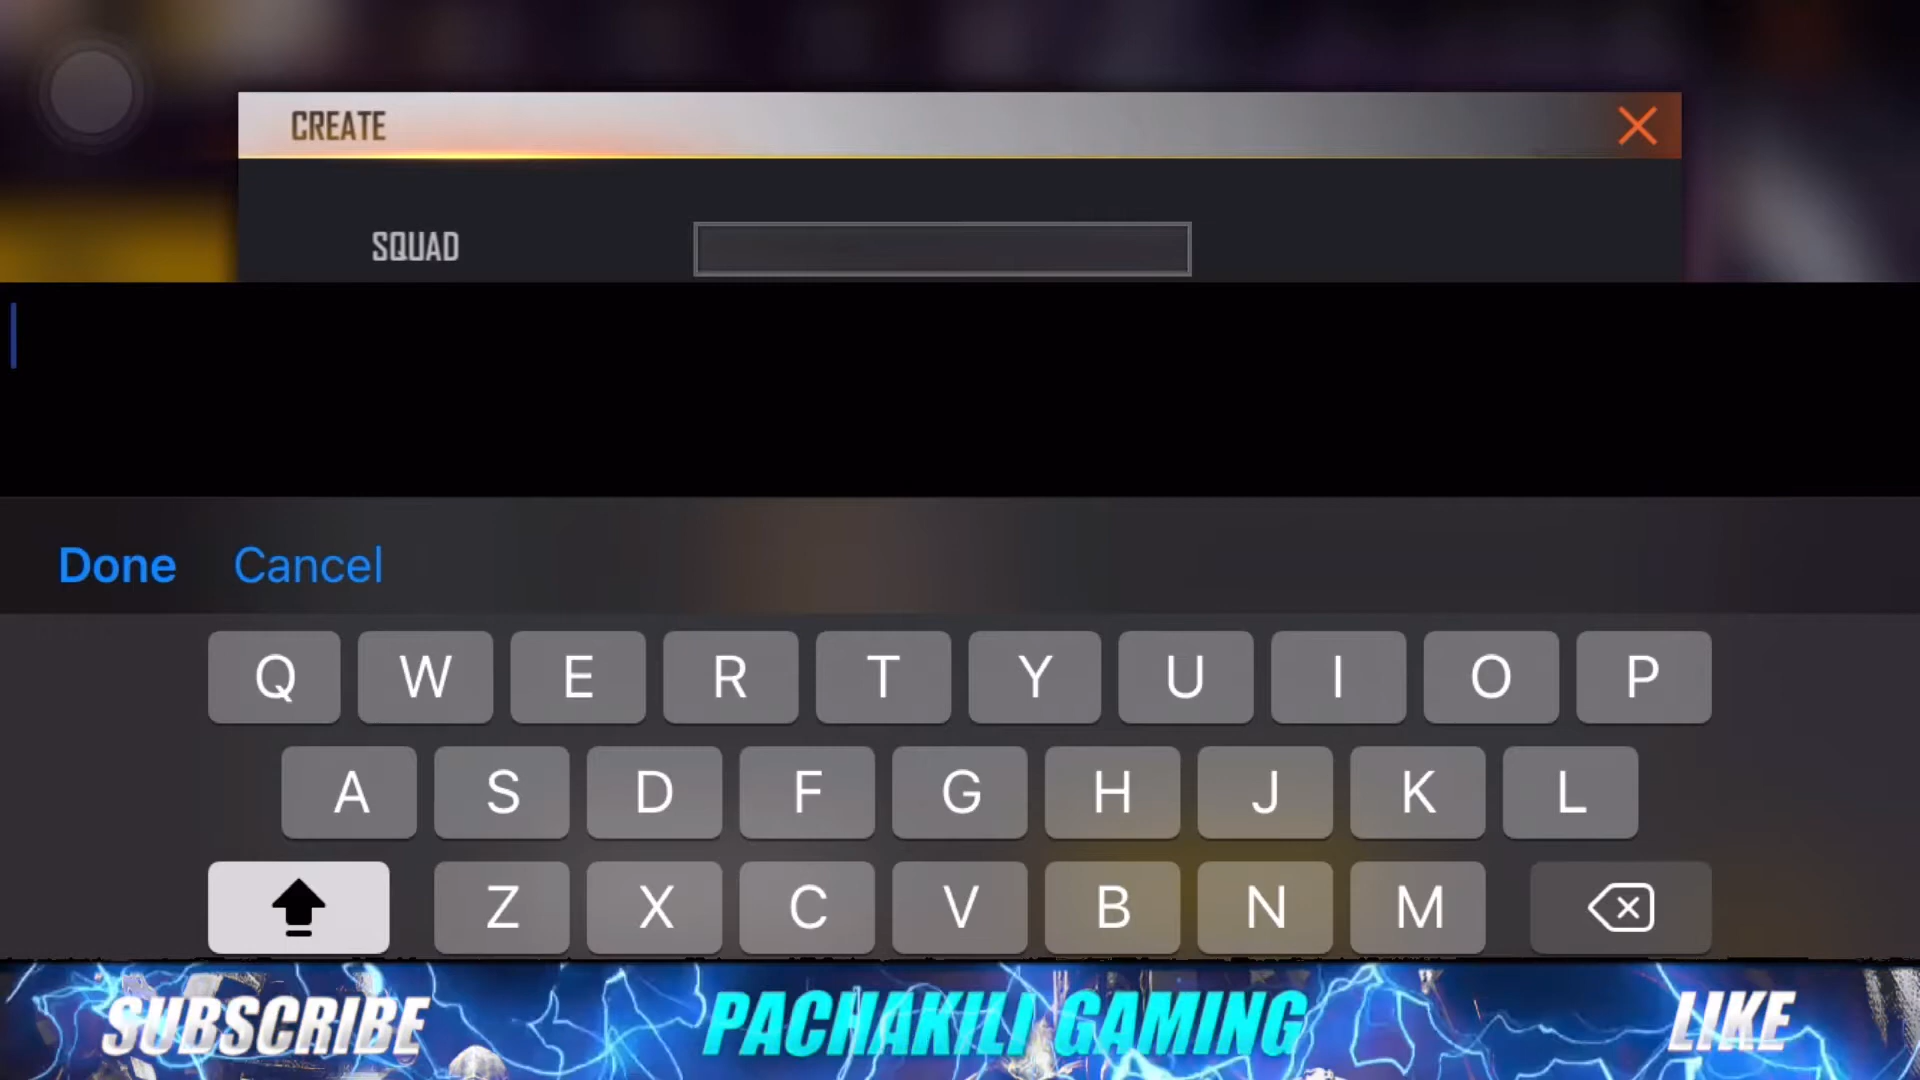 CREATE
SQUAD
Done Cancel
Q W E R T Y U I O P
A S D F G H J K L
Z X C V B N M
SUBSCRIBE PACHAKILI GAMING LIKE